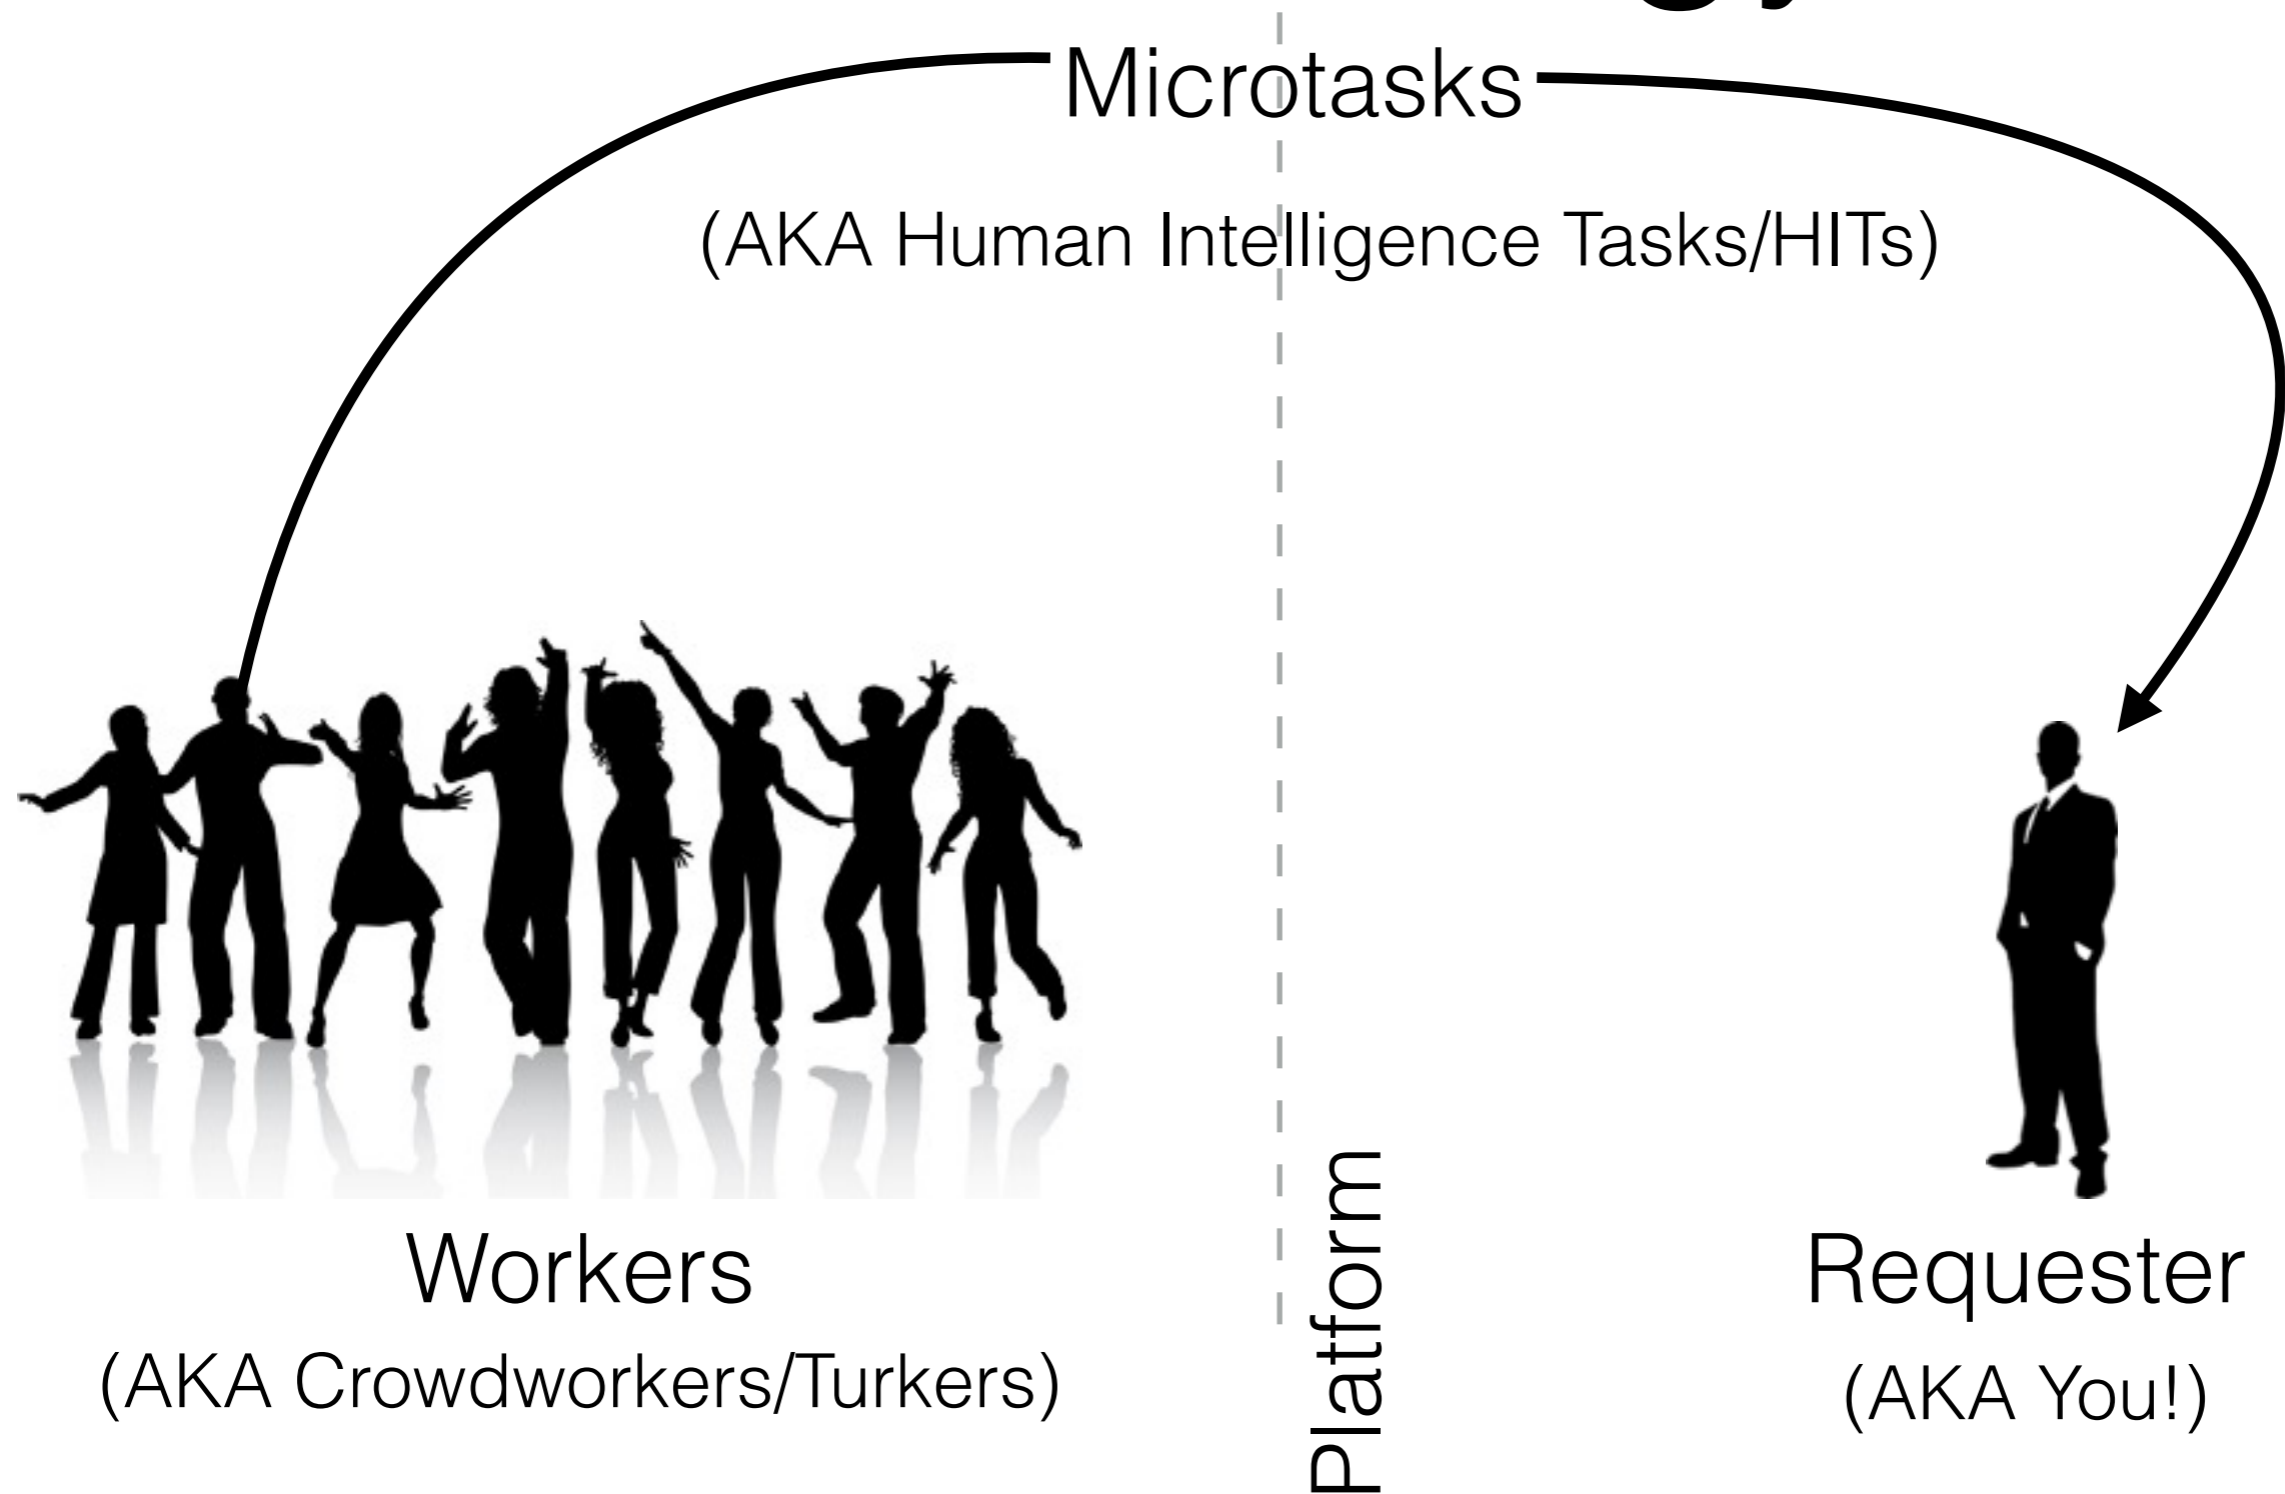 Microtasks
(AKA Human Intelligence Tasks/HITs)
Platform
Workers
(AKA Crowdworkers/Turkers)
Requester
(AKA You!)